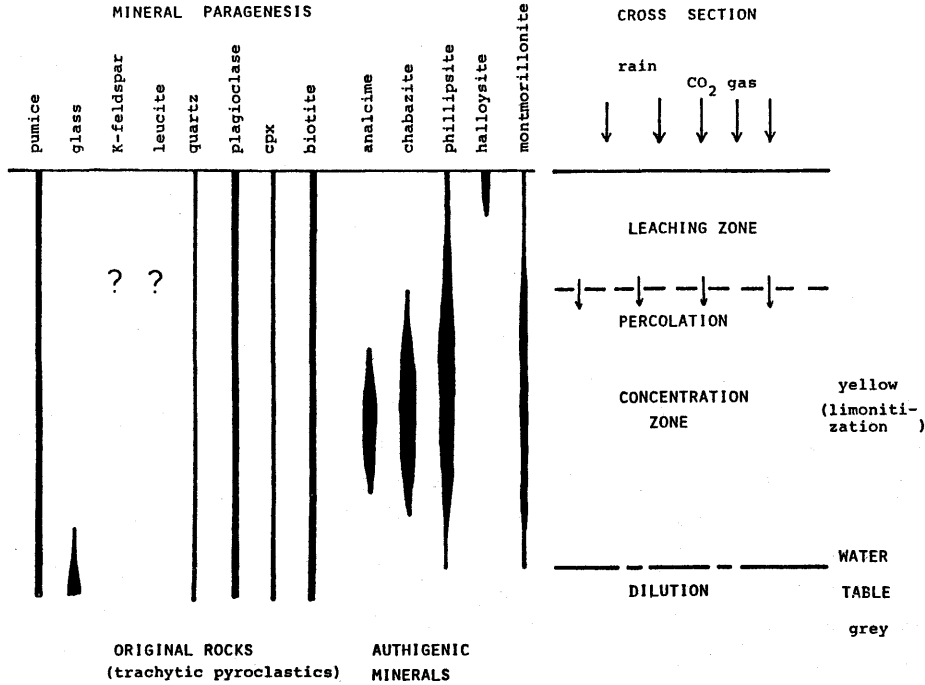 MINERAL PARAGENESIS
pumice
glass
K-feldspar
leucite
quartz
plagioclase
cpx
biotite
analcime
chabazite
phillipsite
halloysite
montmorillonite
? ?
ORIGINAL ROCKS
(trachytic pyroclastics)
AUTHIGENIC
MINERALS
CROSS SECTION
rain
CO2 gas
LEACHING ZONE
PERCOLATION
CONCENTRATION
ZONE
yellow
(limoniti-
zation )
WATER
DILUTION
TABLE
grey